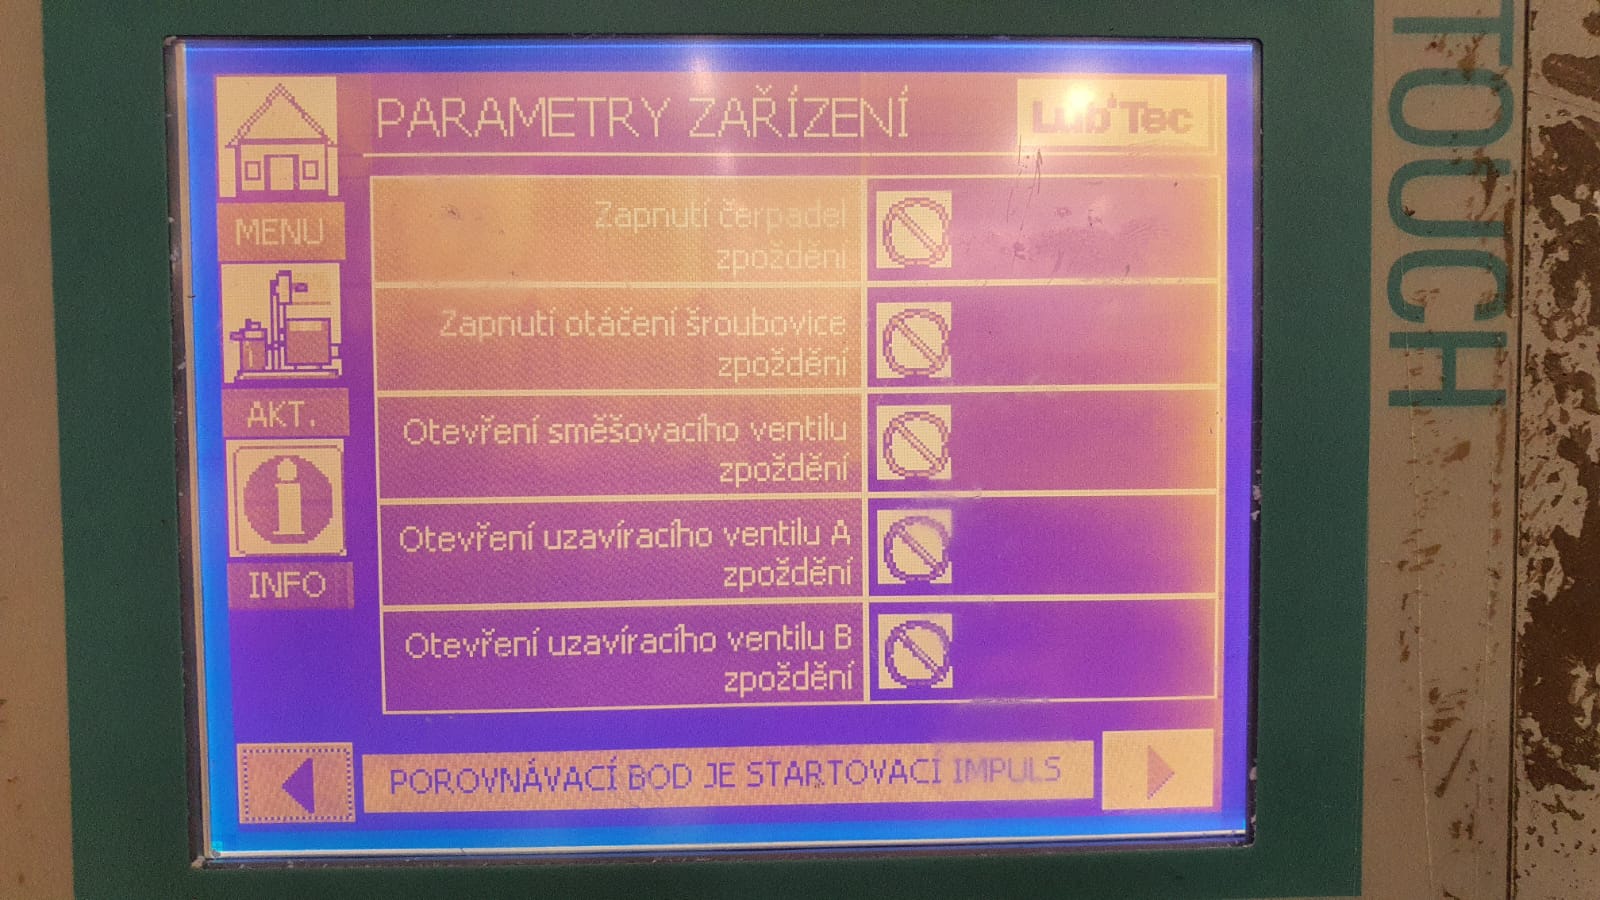 PARAMETRY ZAŘÍZENÍ
Lub'Tec
MENU
AKT.
INFO
Zapnutí čerpadel
zpoždění
Zapnutí otáčení šroubovice
zpoždění
Otevření směšovacího ventilu
zpoždění
Otevření uzavíracího ventilu A
zpoždění
Otevření uzavíracího ventilu B
zpoždění
POROVNÁVACÍ BOD JE STARTOVACÍ IMPULS
TOUCH